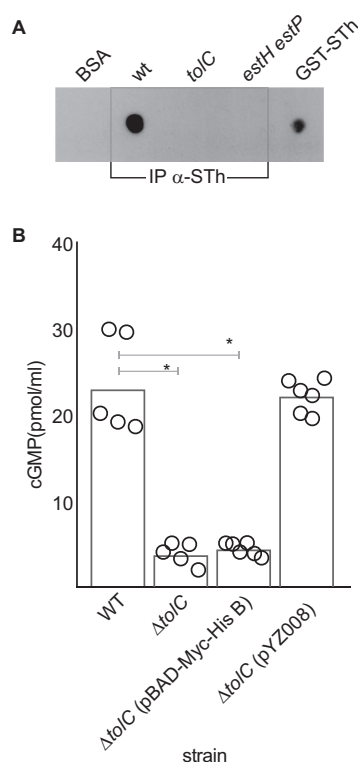 A
BSA
wt
tolC
estH estP
GST-STh
IP α-STh
B
40
30
20
10
cGMP(pmol/ml)
*
*
WT
ΔtolC
ΔtolC (pBAD-Myc-His B)
ΔtolC (pYZ008)
strain